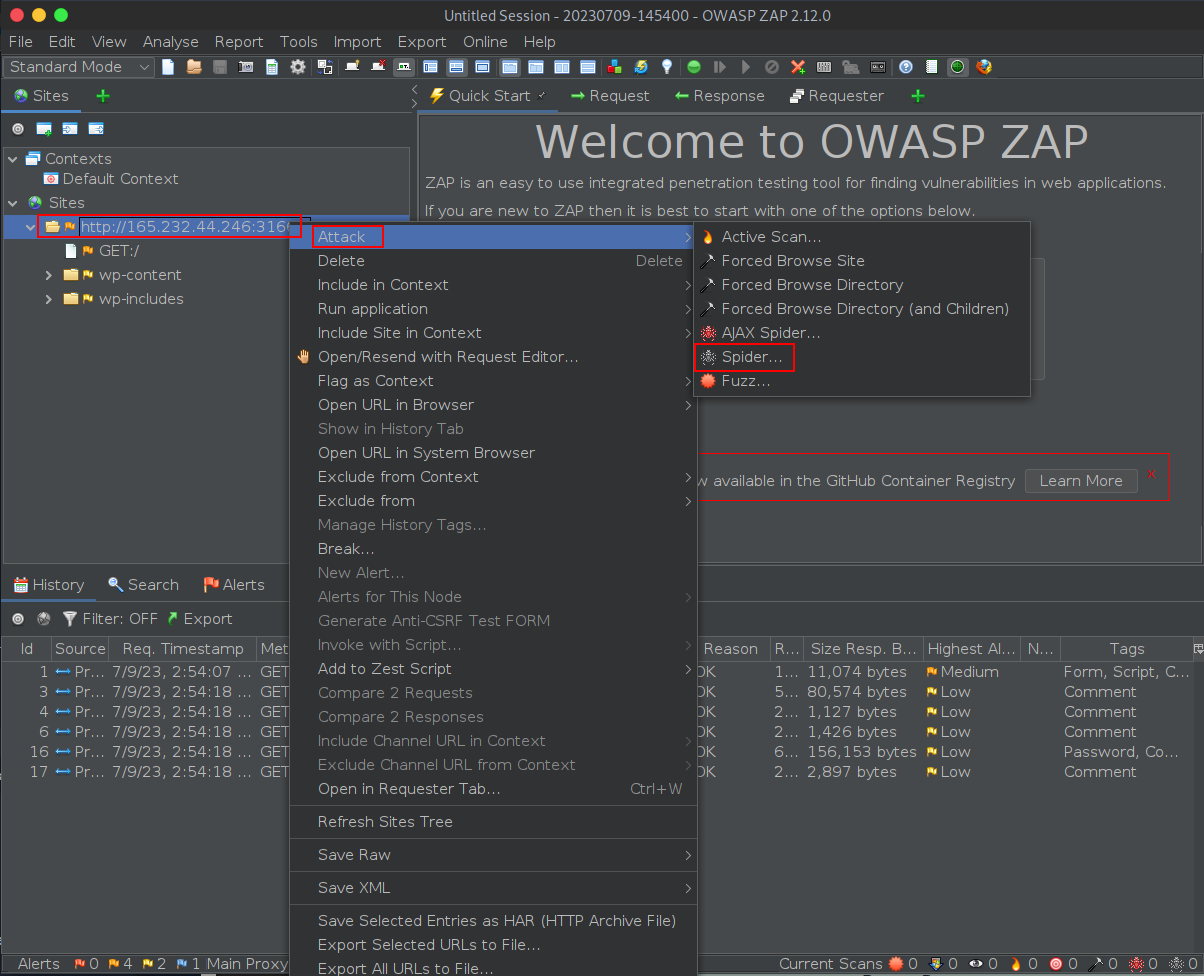 Untitled Session - 20230709-145400 - OWASP ZAP 2.12.0
File Edit View Analyse Report Tools Import Export Online Help
Standard Mode
Sites
Quick Start Request Response Requester
Welcome to OWASP ZAP
ZAP is an easy to use integrated penetration testing tool for finding vulnerabilities in web applications.
If you are new to ZAP then it is best to start with one of the options below.
Contexts
Default Context
Sites
http://165.232.44.246:316
GET:/
wp-content
wp-includes
Attack
Delete Delete
Include in Context
Run application
Include Site in Context
Open/Resend with Request Editor...
Flag as Context
Open URL in Browser
Show in History Tab
Open URL in System Browser
Exclude from Context
Exclude from
Manage History Tags...
Break...
New Alert...
Alerts for This Node
Generate Anti-CSRF Test FORM
Invoke with Script...
Add to Zest Script
Compare 2 Requests
Compare 2 Responses
Include Channel URL in Context
Exclude Channel URL from Context
Open in Requester Tab... Ctrl+W
Refresh Sites Tree
Save Raw
Save XML
Save Selected Entries as HAR (HTTP Archive File)
Export Selected URLs to File...
Export All URLs to File...
Active Scan...
Forced Browse Site
Forced Browse Directory
Forced Browse Directory (and Children)
AJAX Spider...
Spider...
Fuzz...
available in the GitHub Container Registry Learn More
History Search Alerts
Filter: OFF Export
Id Source Req. Timestamp Met Reason R... Size Resp. B... Highest Al... N... Tags
1 Pr... 7/9/23, 2:54:07 ... GET OK 1... 11,074 bytes Medium Form, Script, C...
3 Pr... 7/9/23, 2:54:18 ... GET OK 5... 80,574 bytes Low Comment
4 Pr... 7/9/23, 2:54:18 ... GET OK 2... 1,127 bytes Low Comment
6 Pr... 7/9/23, 2:54:18 ... GET OK 2... 1,426 bytes Low Comment
16 Pr... 7/9/23, 2:54:18 ... GET OK 6... 156,153 bytes Low Password, Co...
17 Pr... 7/9/23, 2:54:18 ... GET OK 2... 2,897 bytes Low Comment
Alerts 0 4 2 1 Main Proxy Current Scans 0 0 0 0 0 0 0 0